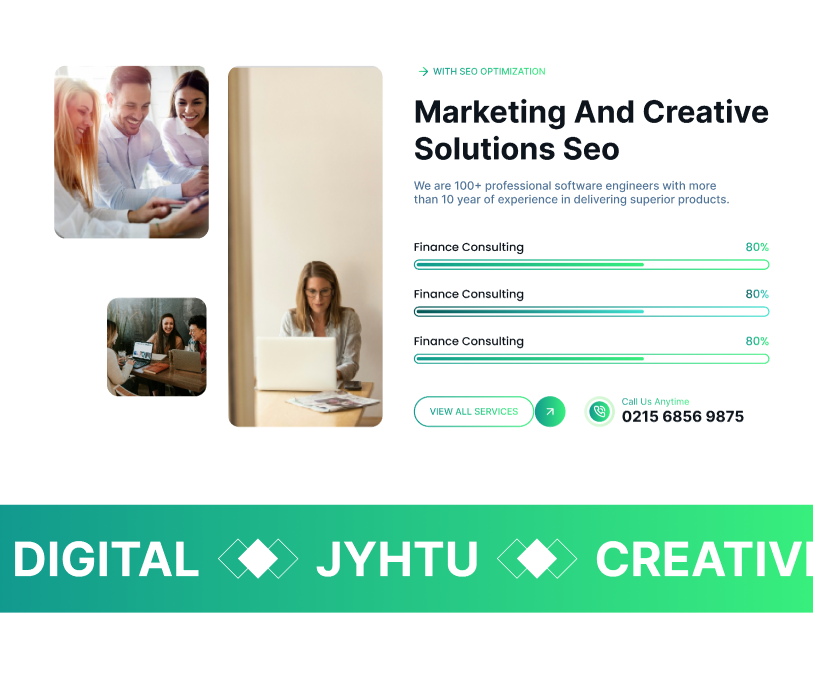 WITH SEO OPTIMIZATION
Marketing And Creative
Solutions Seo
We are 100+ professional software engineers with more
than 10 year of experience in delivering superior products.
Finance Consulting 80%
Finance Consulting 80%
Finance Consulting 80%
VIEW ALL SERVICES
Call Us Anytime
0215 6856 9875
DIGITAL JYHTU CREATIVE